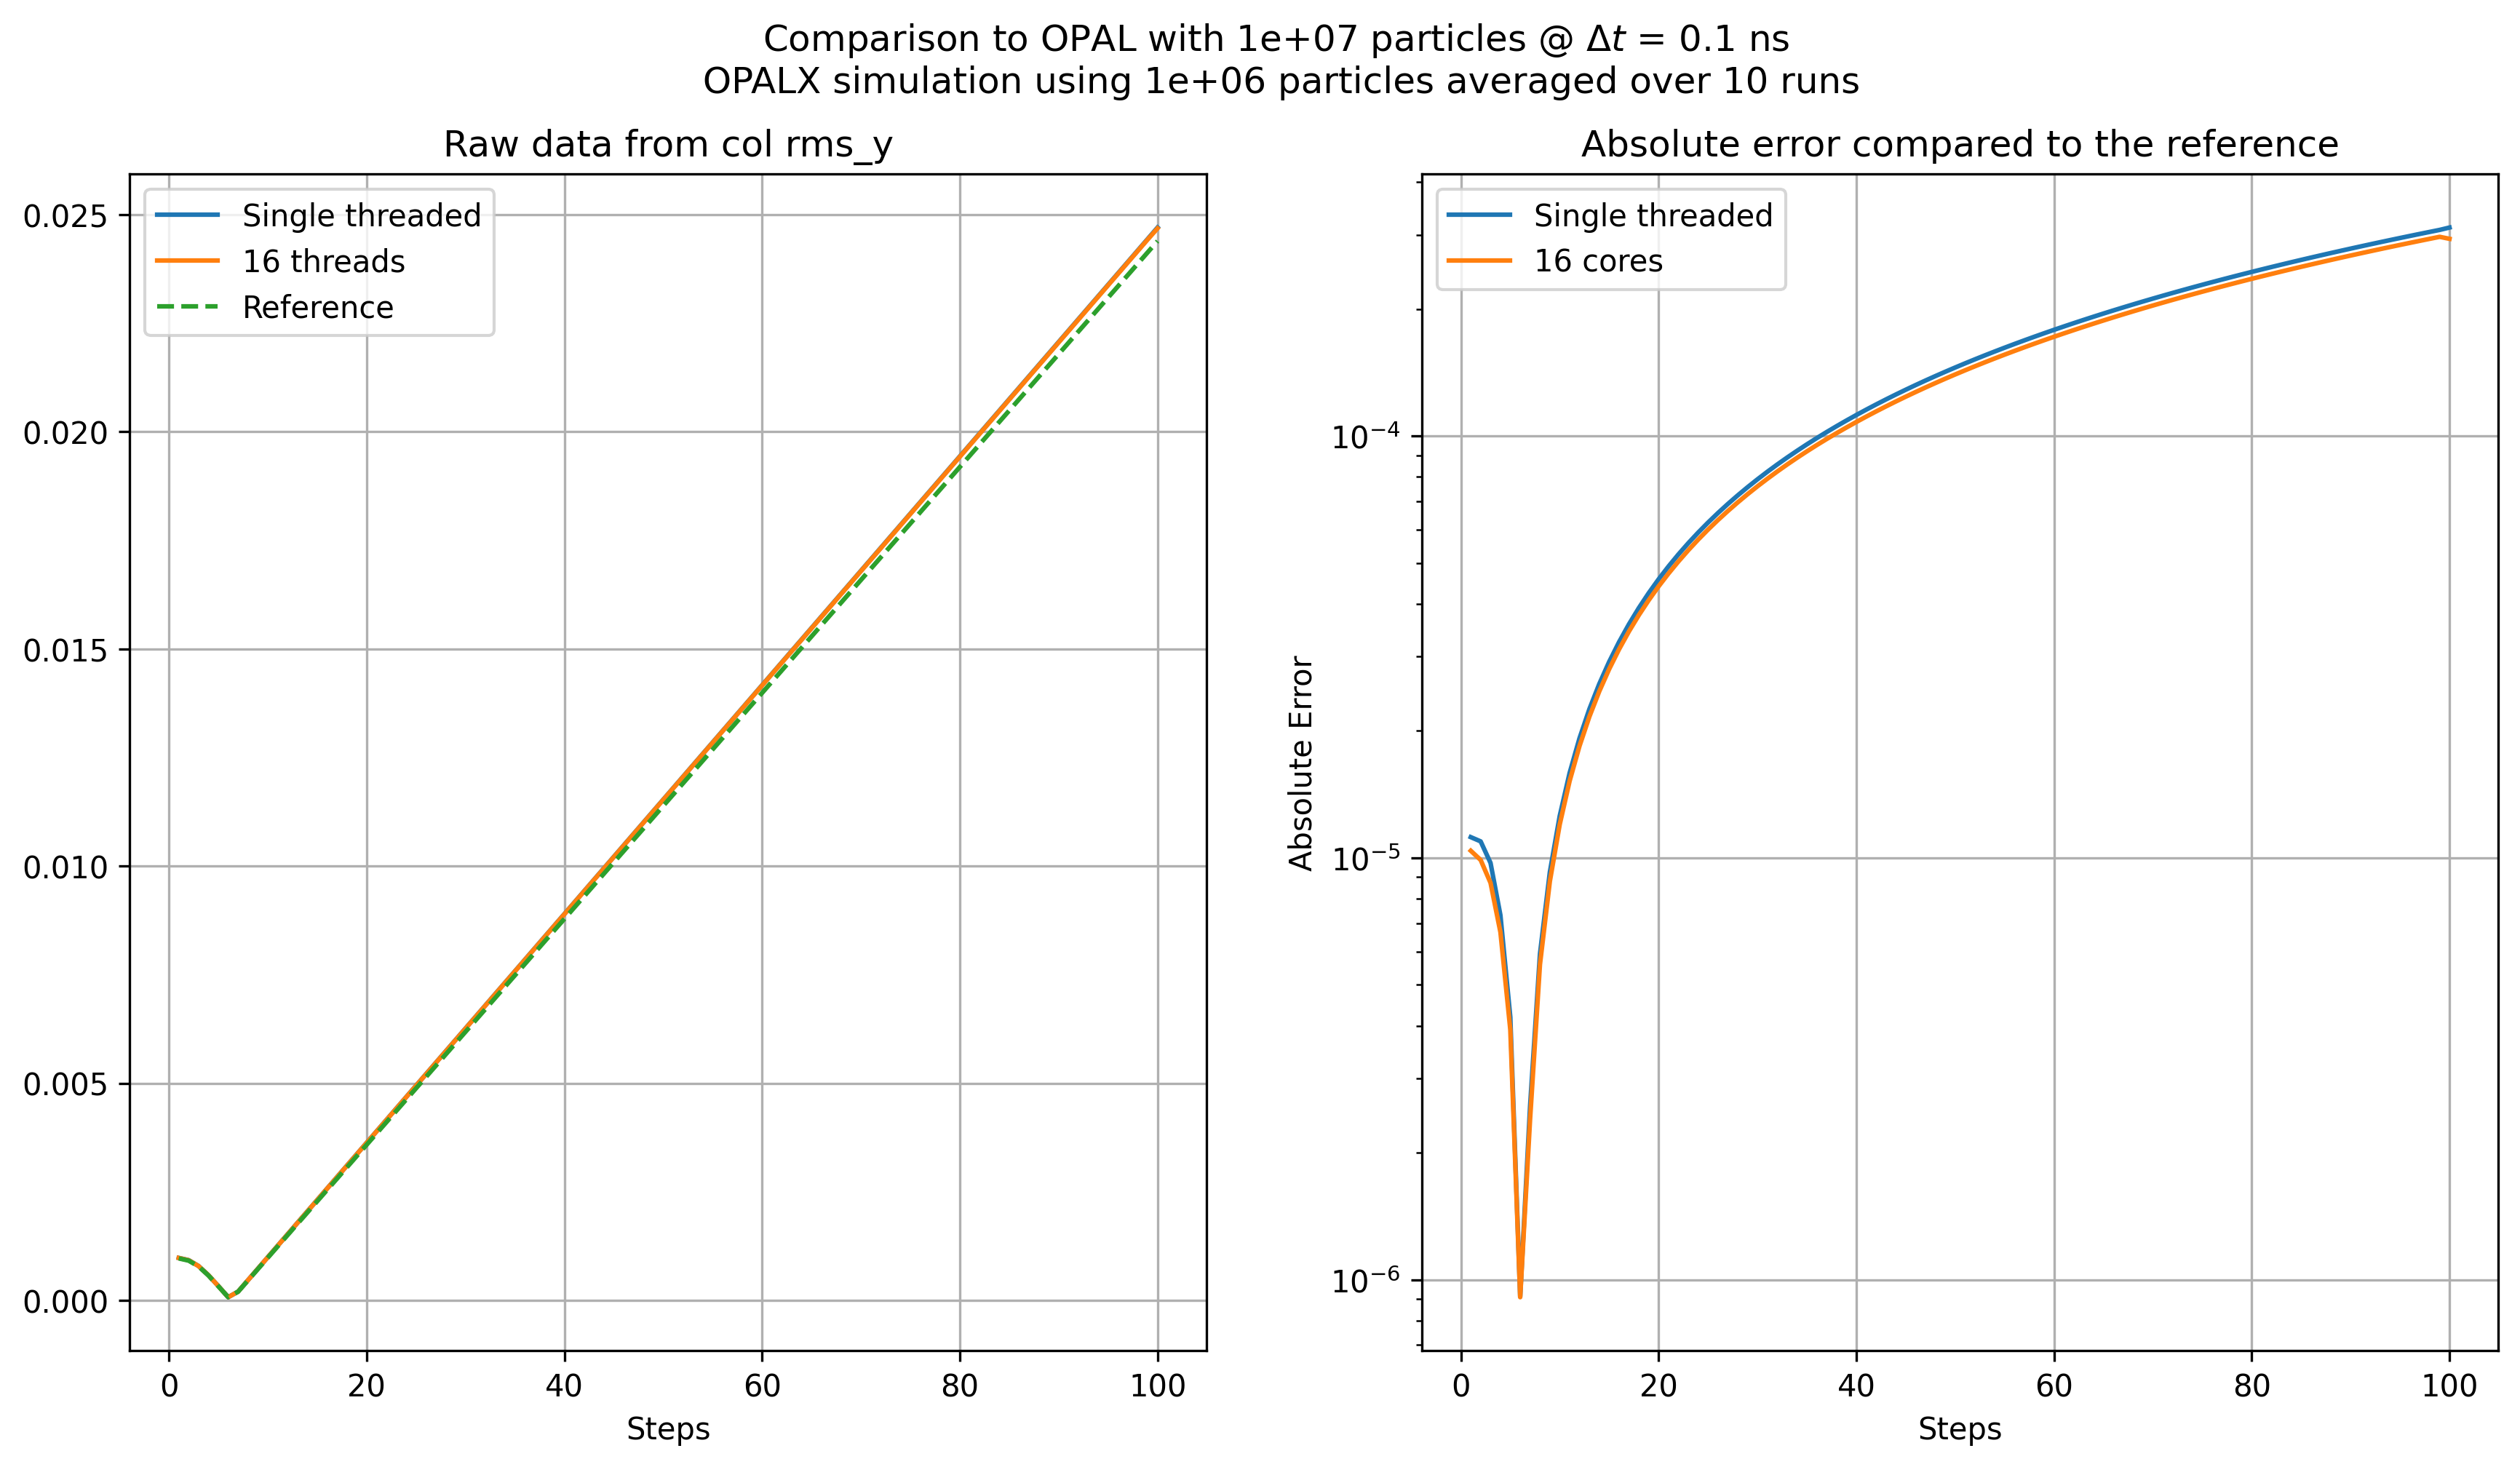 Comparison to OPAL with 1e+07 particles @ Δt = 0.1 ns
OPALX simulation using 1e+06 particles averaged over 10 runs
Raw data from col rms_y
Single threaded
16 threads
Reference
0.025
0.020
0.015
0.010
0.005
0.000
0 20 40 60 80 100
Steps
Absolute error compared to the reference
Single threaded
16 cores
Absolute Error
10⁻⁴
10⁻⁵
10⁻⁶
0 20 40 60 80 100
Steps